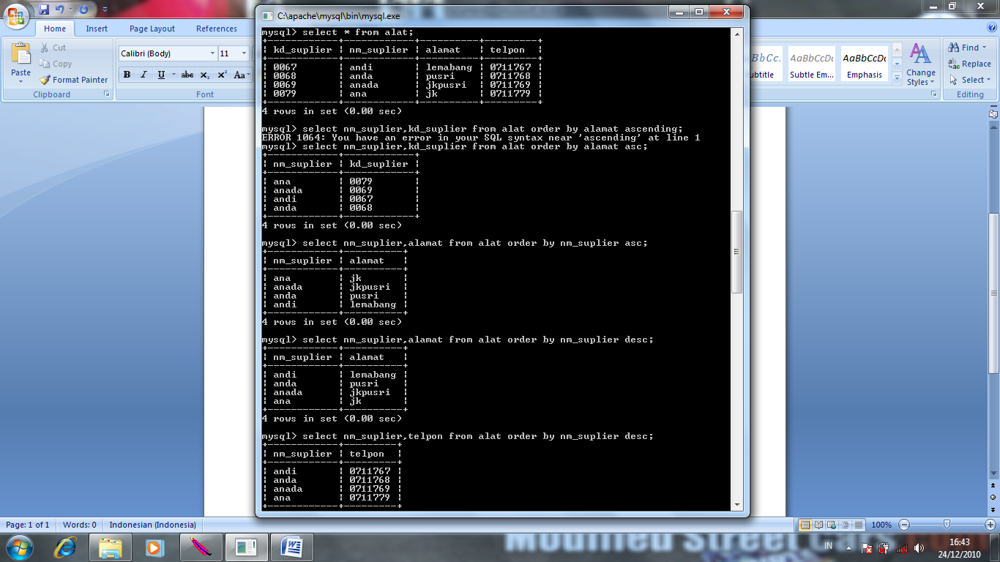 C:\apache\mysql\bin\mysql.exe
Home Insert Page Layout References
Paste
Cut
Copy
Format Painter
Clipboard
Calibri (Body) 11
B I U abc x₂ x² Aa
Font
Subtle Em...
AaBbCcDc
Emphasis
Change Styles
Find
Replace
Select
Editing
mysql> select * from alat;
+-------------+-------------+----------+---------+
| kd_suplier | nm_suplier | alamat | telpon |
+-------------+-------------+----------+---------+
| 0067 | andi | lemabang | 0711767 |
| 0068 | anda | pusri | 0711768 |
| 0069 | anada | jkpusri | 0711769 |
| 0079 | ana | jk | 0711779 |
+-------------+-------------+----------+---------+
4 rows in set (0.00 sec)
mysql> select nm_suplier,kd_suplier from alat order by alamat ascending;
ERROR 1064: You have an error in your SQL syntax near 'ascending' at line 1
mysql> select nm_suplier,kd_suplier from alat order by alamat asc;
+------------+------------+
| nm_suplier | kd_suplier |
+------------+------------+
| ana | 0079 |
| anada | 0069 |
| andi | 0067 |
| anda | 0068 |
+------------+------------+
4 rows in set (0.00 sec)
mysql> select nm_suplier,alamat from alat order by nm_suplier asc;
+------------+----------+
| nm_suplier | alamat |
+------------+----------+
| ana | jk |
| anada | jkpusri |
| anda | pusri |
| andi | lemabang |
+------------+----------+
4 rows in set (0.00 sec)
mysql> select nm_suplier,alamat from alat order by nm_suplier desc;
+------------+----------+
| nm_suplier | alamat |
+------------+----------+
| andi | lemabang |
| anda | pusri |
| anada | jkpusri |
| ana | jk |
+------------+----------+
4 rows in set (0.00 sec)
mysql> select nm_suplier,telpon from alat order by nm_suplier desc;
+------------+---------+
| nm_suplier | telpon |
+------------+---------+
| andi | 0711767 |
| anda | 0711768 |
| anada | 0711769 |
| ana | 0711779 |
+------------+---------+
Page: 1 of 1 Words: 0 Indonesian (Indonesia) 100%
IN 16:43
24/12/2010